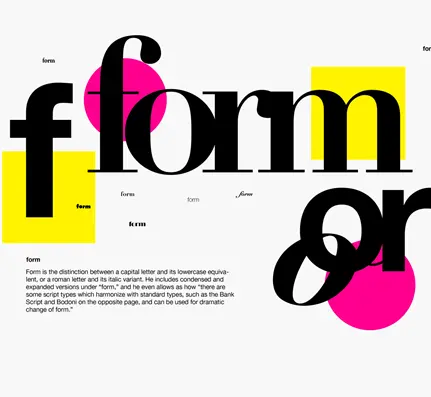 for
form
f
form
form
form
form
form
form
o
or
form
Form is the distinction between a capital letter and its lowercase equiva-
lent, or a roman letter and its italic variant. He includes condensed and
expanded versions under “form,” and he even allows as how “there are
some script types which harmonize with standard types, such as the Bank
Script and Bodoni on the opposite page, and can be used for dramatic
change of form.”